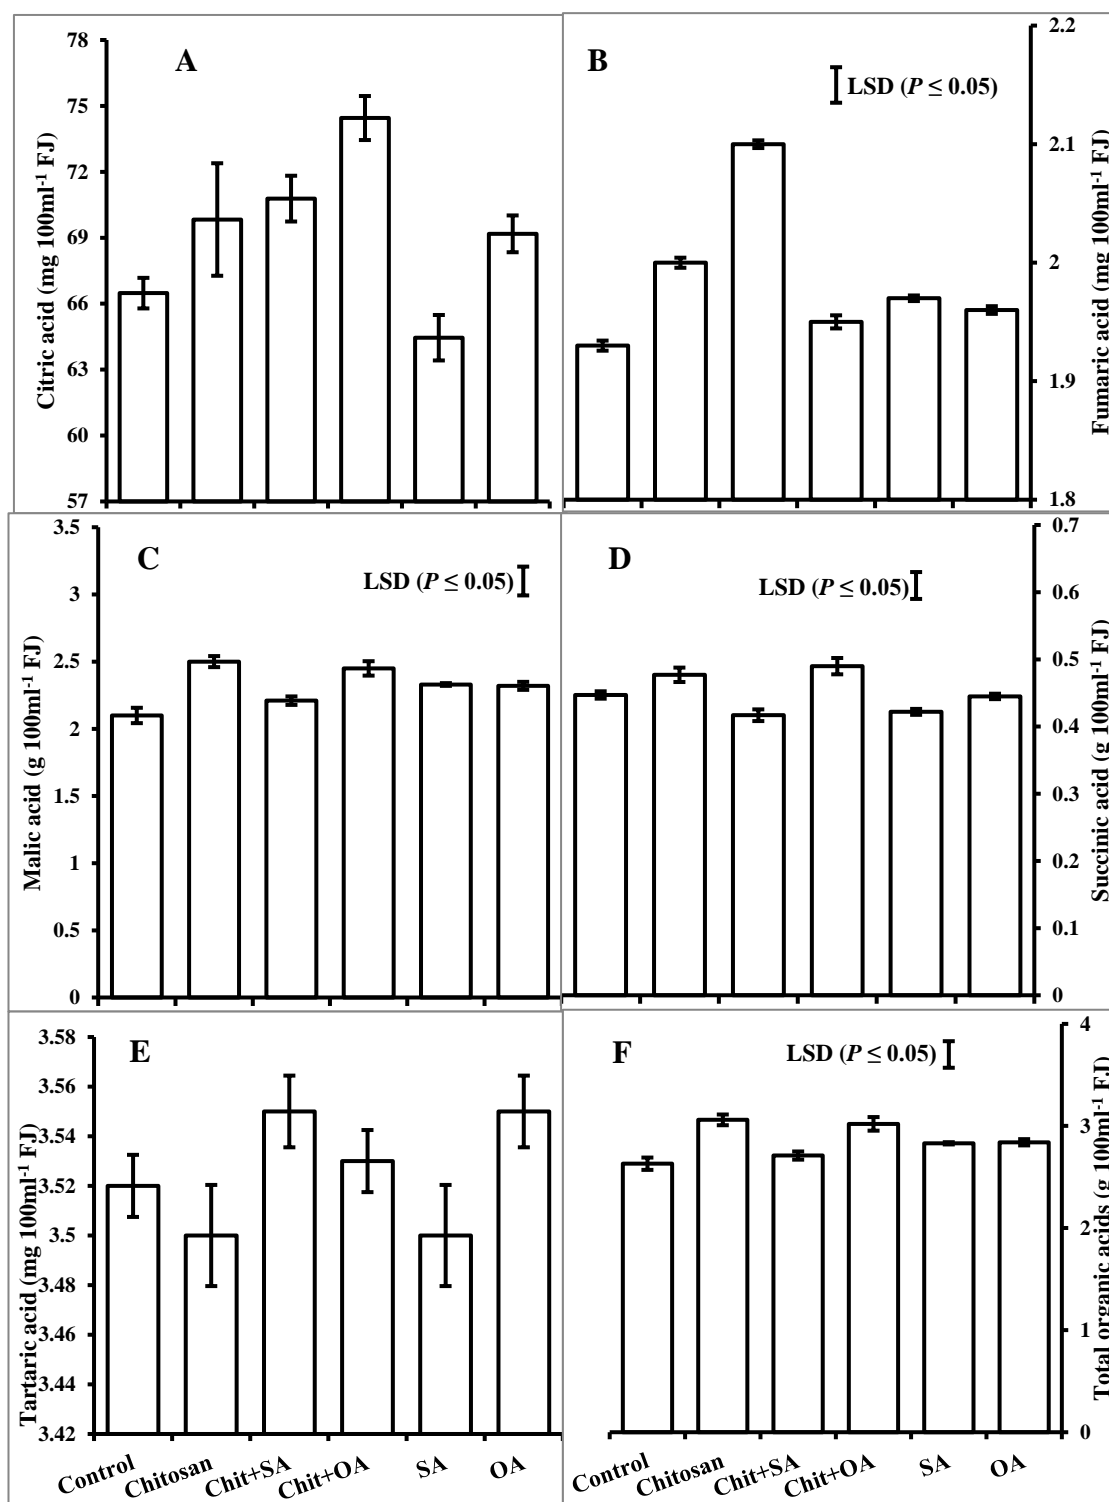 A
Citric acid (mg 100ml-1 FJ)
78
75
72
69
66
63
60
57
B
LSD (P ≤ 0.05)
2.2
2.1
2
1.9
1.8
Fumaric acid (mg 100ml-1 FJ)
C
LSD (P ≤ 0.05)
Malic acid (g 100ml-1 FJ)
3.5
3
2.5
2
1.5
1
0.5
0
D
LSD (P ≤ 0.05)
0.7
0.6
0.5
0.4
0.3
0.2
0.1
0
Succinic acid (g 100ml-1 FJ)
E
Tartaric acid (mg 100ml-1 FJ)
3.58
3.56
3.54
3.52
3.5
3.48
3.46
3.44
3.42
Control
Chitosan
Chit+SA
Chit+OA
SA
OA
F
LSD (P ≤ 0.05)
4
3
2
1
0
Total organic acids (g 100ml-1 FJ)
Control
Chitosan
Chit+SA
Chit+OA
SA
OA